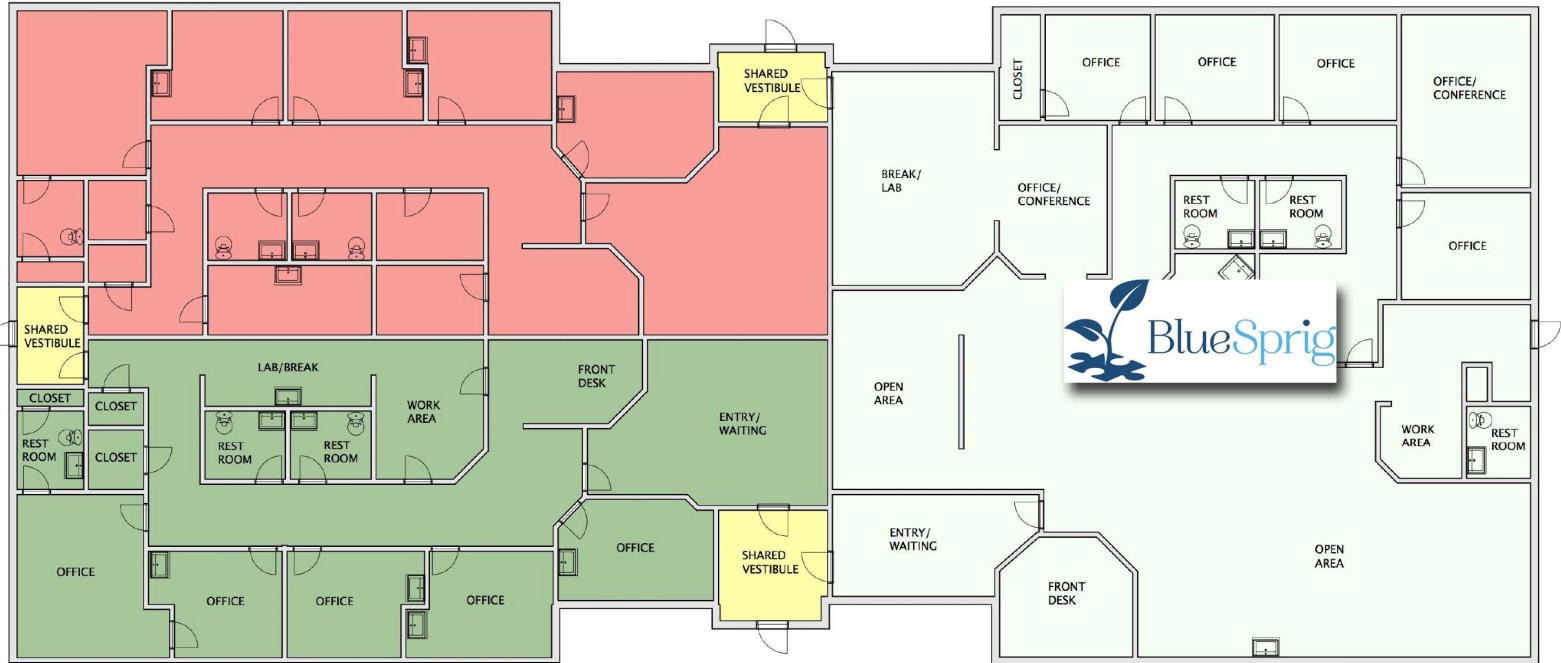 SHARED
VESTIBULE
CLOSET
OFFICE
OFFICE
OFFICE
OFFICE/
CONFERENCE
BREAK/
LAB
OFFICE/
CONFERENCE
REST
ROOM
REST
ROOM
OFFICE
SHARED
VESTIBULE
BlueSprig
LAB/BREAK
FRONT
DESK
OPEN
AREA
CLOSET
CLOSET
WORK
AREA
ENTRY/
WAITING
WORK
AREA
REST
ROOM
REST
ROOM
CLOSET
REST
ROOM
REST
ROOM
ENTRY/
WAITING
OFFICE
SHARED
VESTIBULE
OPEN
AREA
OFFICE
OFFICE
OFFICE
OFFICE
FRONT
DESK